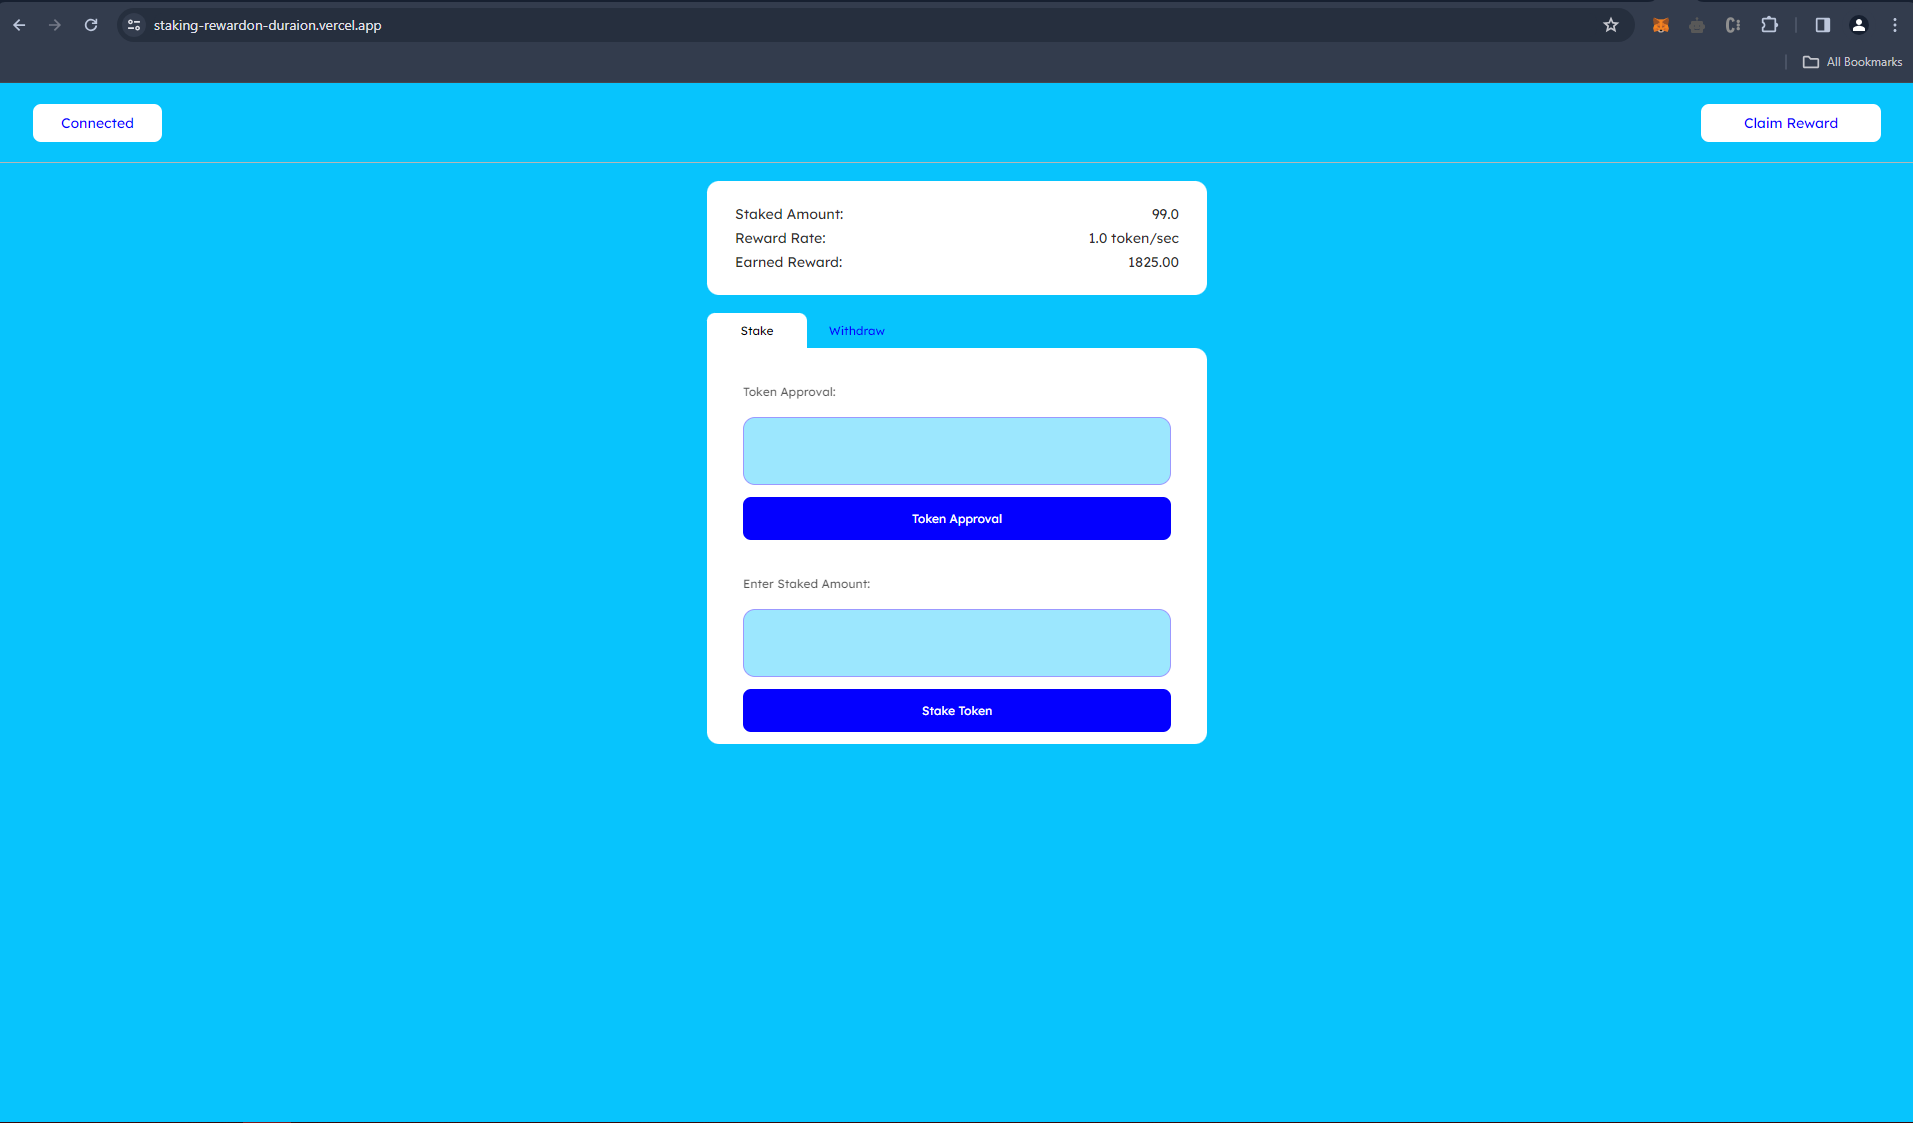 staking-rewardon-duraion.vercel.app
All Bookmarks
Connected
Claim Reward
Staked Amount: 99.0
Reward Rate: 1.0 token/sec
Earned Reward: 1825.00
Stake Withdraw
Token Approval:
Token Approval
Enter Staked Amount:
Stake Token